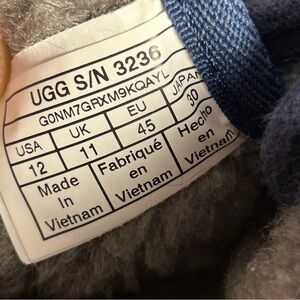 UGG S/N 3236
G0NM7GRXM9KQAYL
USA UK EU JAPAN
12 11 45 30
Made In Vietnam
Fabriqué en Vietnam
Hecho en Vietnam